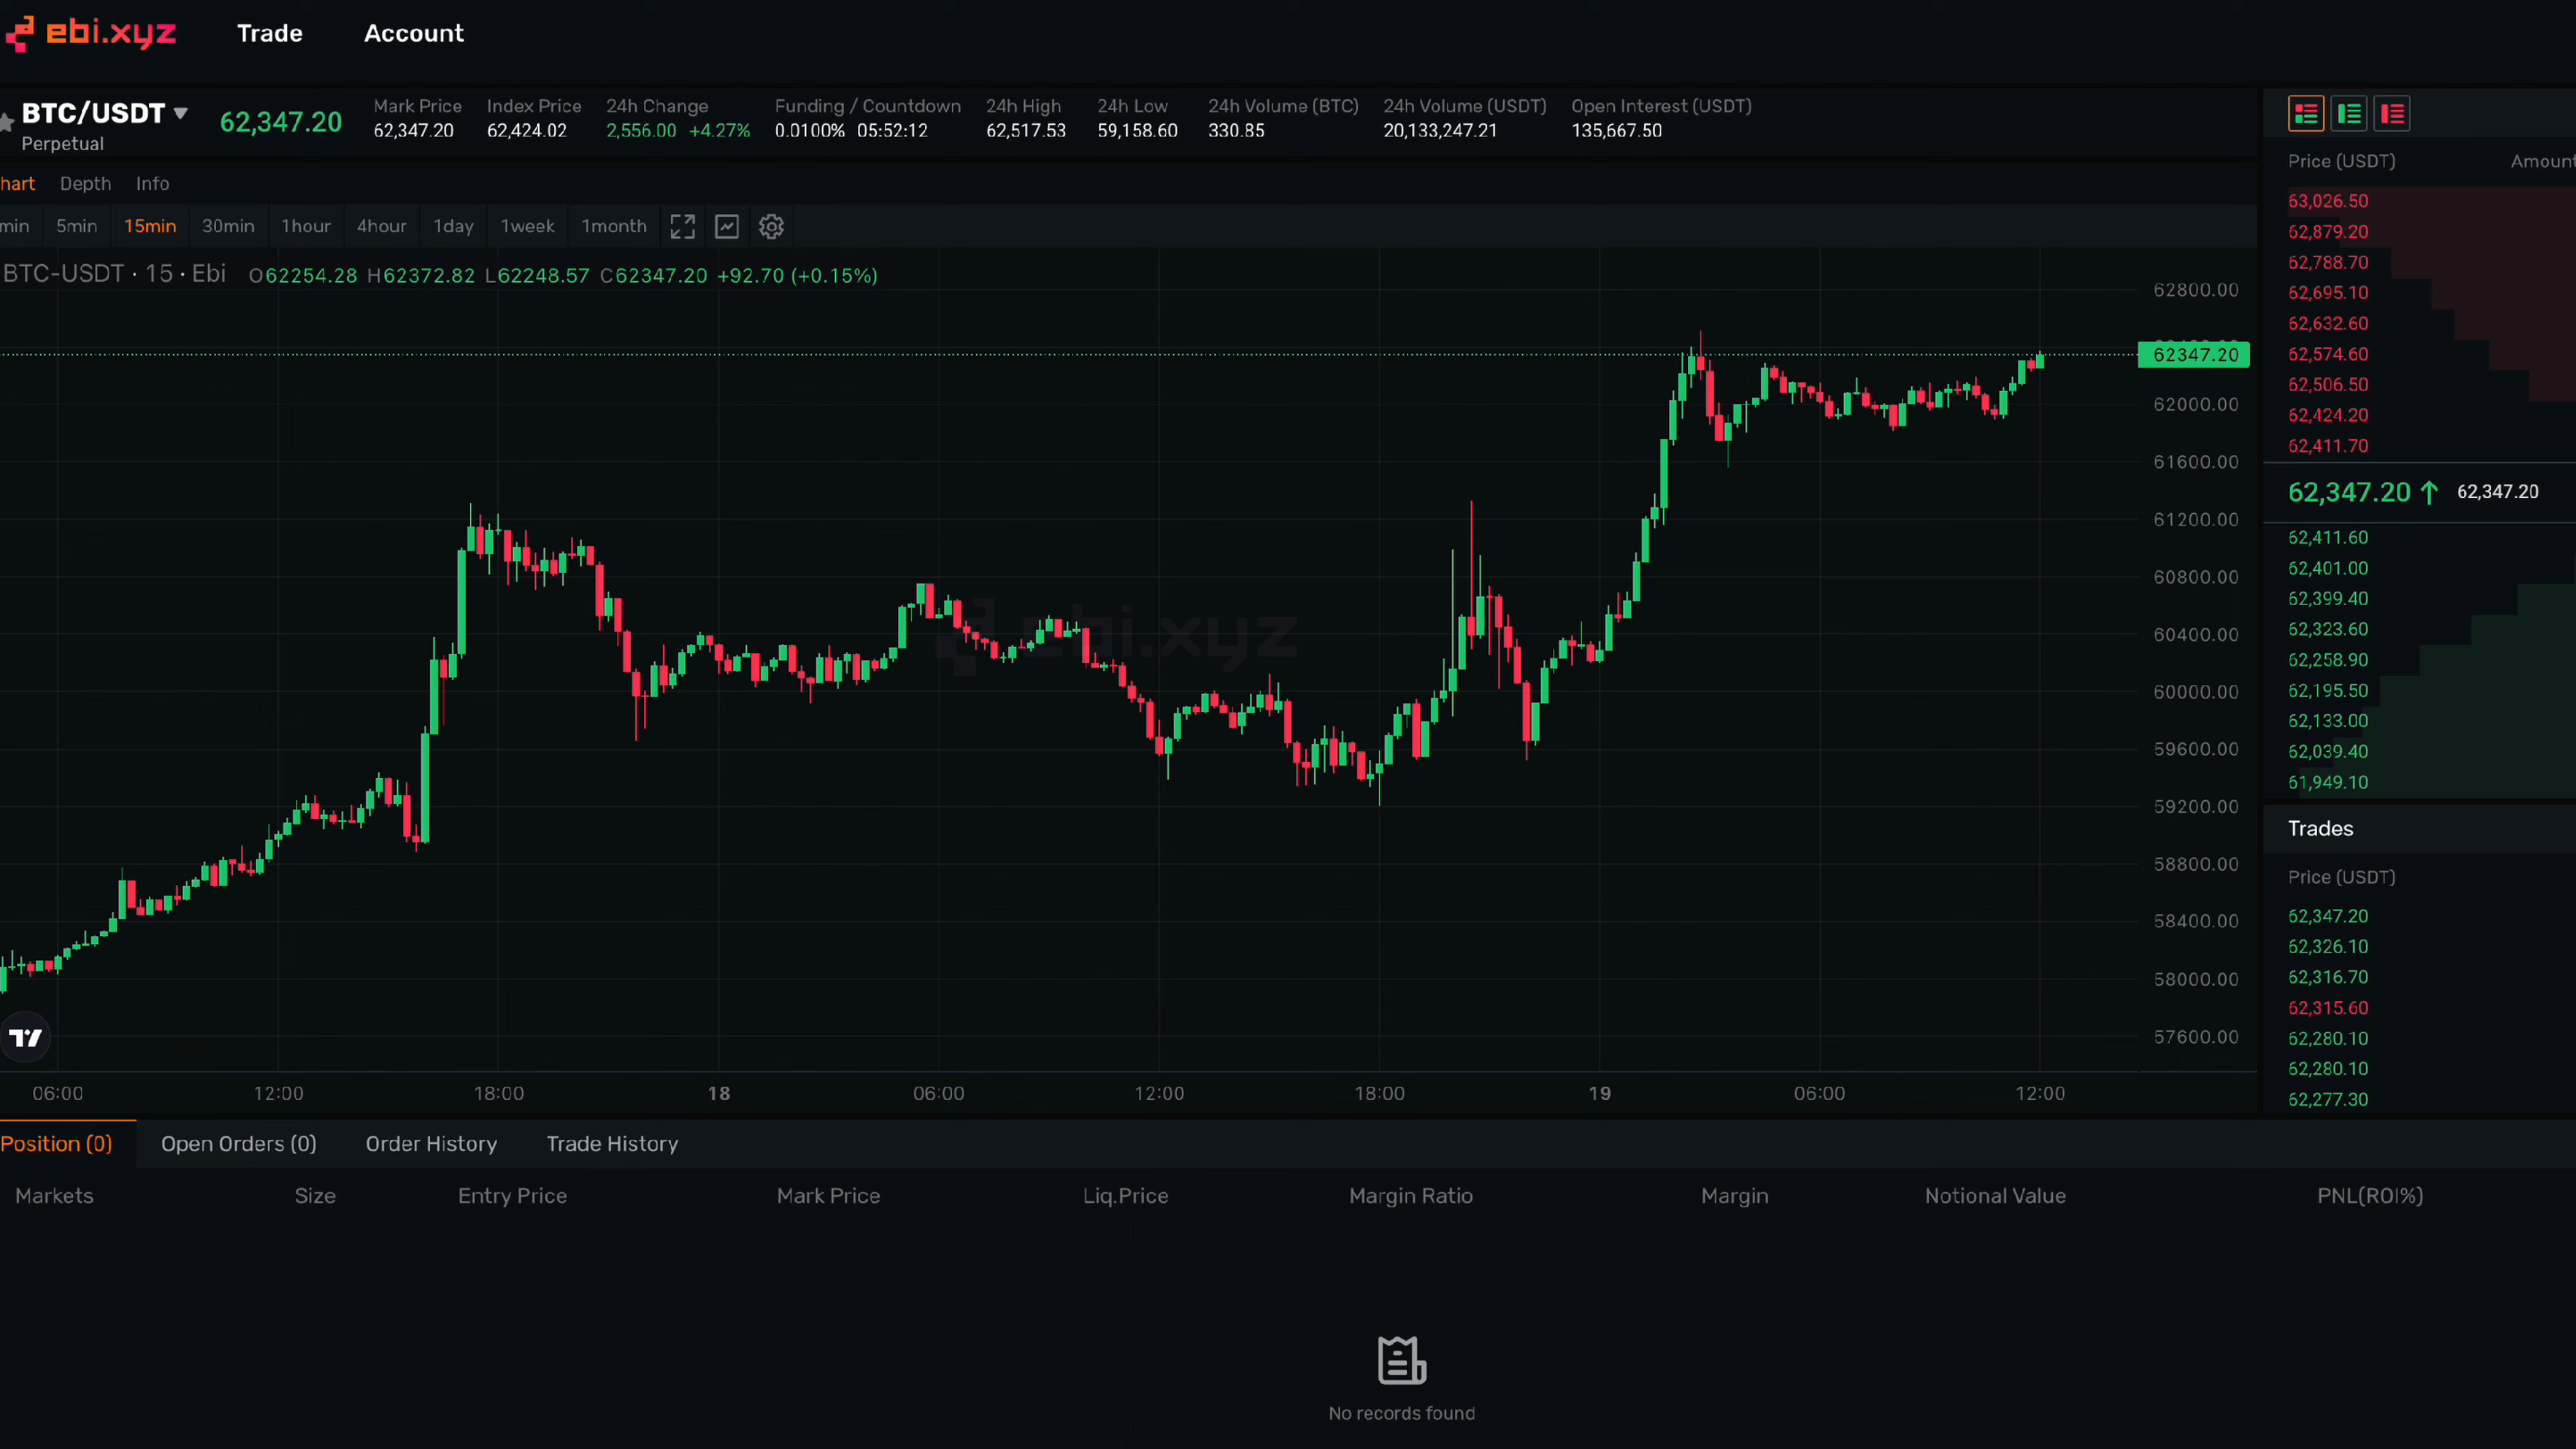 ebi.xyz Trade Account
BTC/USDT
Perpetual
62,347.20
Mark Price
62,347.20
Index Price
62,424.02
24h Change
2,556.00 +4.27%
Funding / Countdown
0.0100% 05:52:12
24h High
62,517.53
24h Low
59,158.60
24h Volume (BTC)
330.85
24h Volume (USDT)
20,133,247.21
Open Interest (USDT)
135,667.50
hart Depth Info
min 5min 15min 30min 1hour 4hour 1day 1week 1month
BTC-USDT · 15 · Ebi O62254.28 H62372.82 L62248.57 C62347.20 +92.70 (+0.15%)
ebi.xyz
62800.00
62347.20
62000.00
61600.00
61200.00
60800.00
60400.00
60000.00
59600.00
59200.00
58800.00
58400.00
58000.00
57600.00
06:00 12:00 18:00 18 06:00 12:00 18:00 19 06:00 12:00
Price (USDT) Amount
63,026.50
62,879.20
62,788.70
62,695.10
62,632.60
62,574.60
62,506.50
62,424.20
62,411.70
62,347.20 ↑ 62,347.20
62,411.60
62,401.00
62,399.40
62,323.60
62,258.90
62,195.50
62,133.00
62,039.40
61,949.10
Trades
Price (USDT)
62,347.20
62,326.10
62,316.70
62,315.60
62,280.10
62,280.10
62,277.30
Position (0) Open Orders (0) Order History Trade History
Markets Size Entry Price Mark Price Liq.Price Margin Ratio Margin Notional Value PNL(ROI%)
No records found